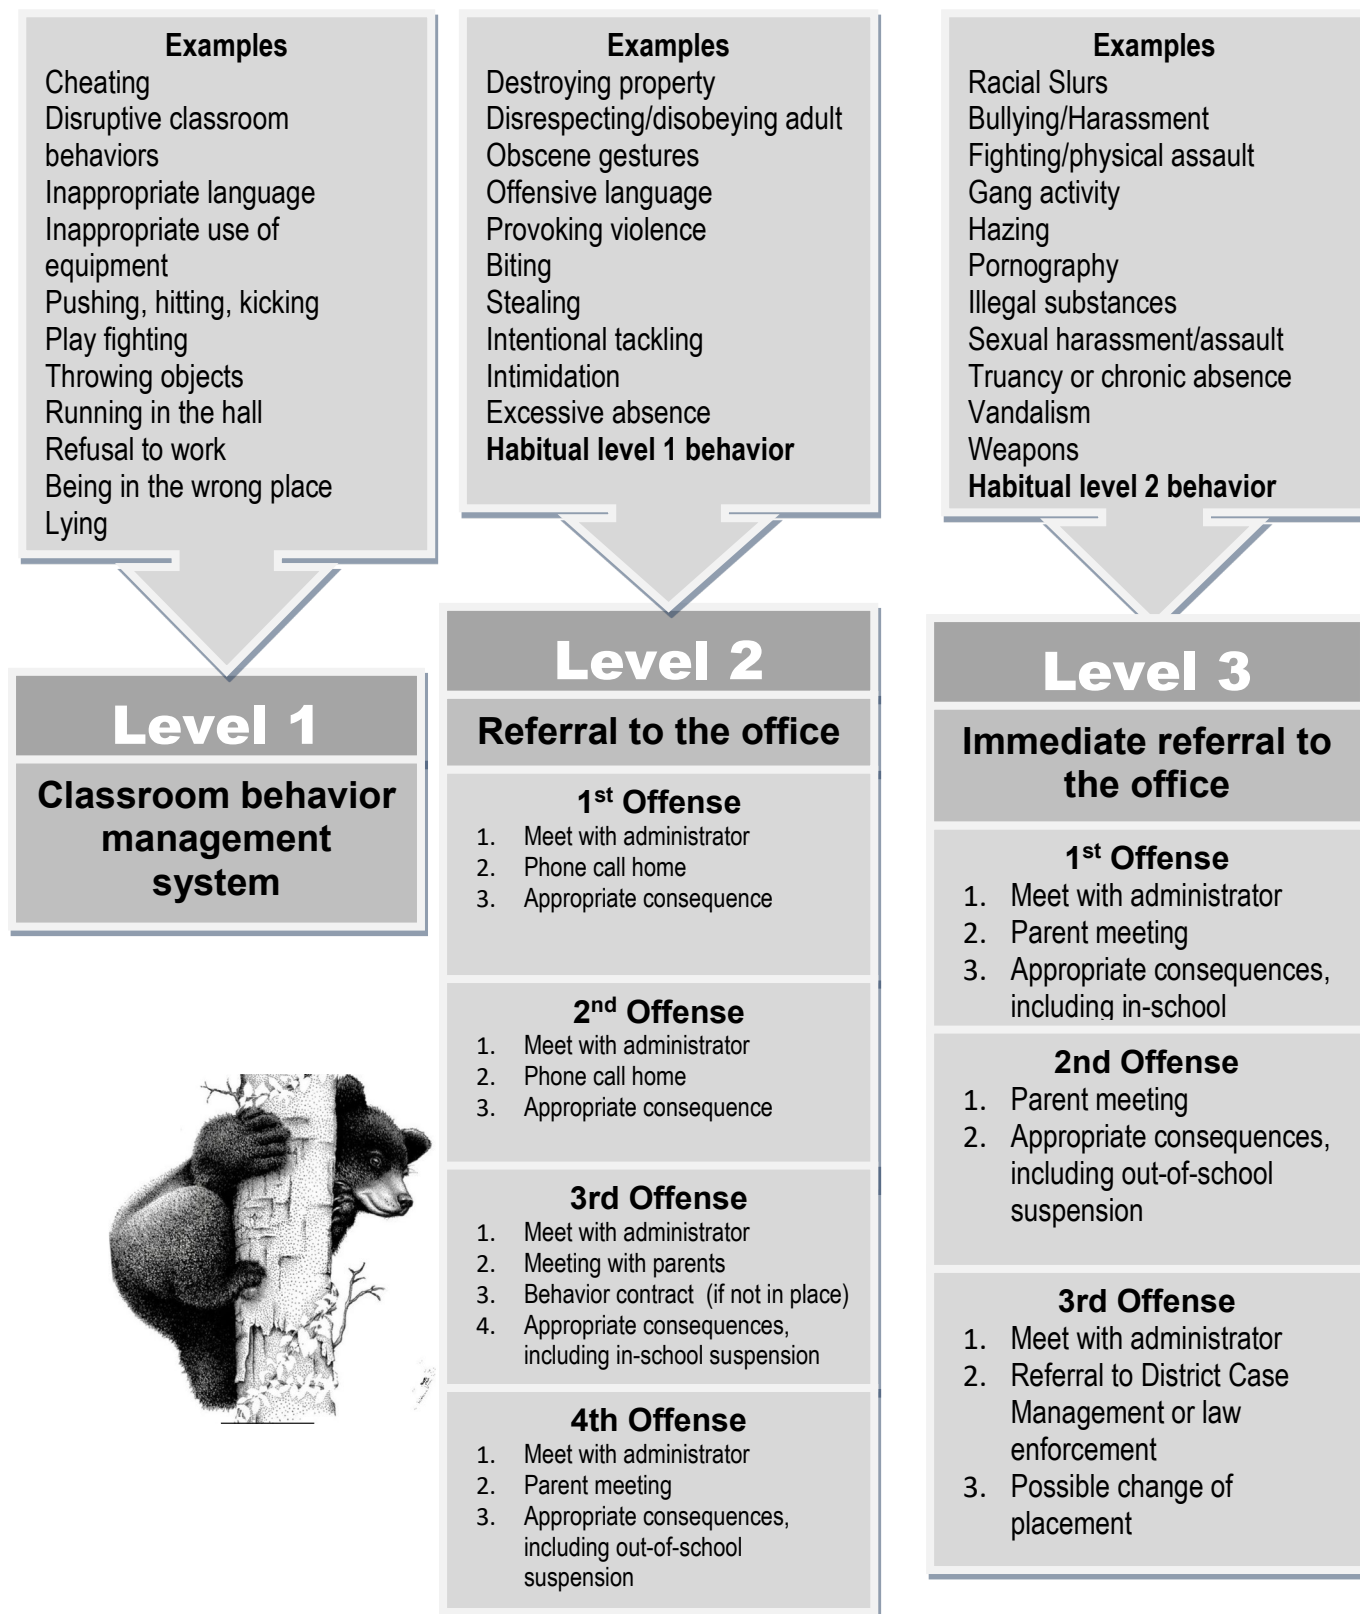 Examples
Cheating
Disruptive classroom
behaviors
Inappropriate language
Inappropriate use of
equipment
Pushing, hitting, kicking
Play fighting
Throwing objects
Running in the hall
Refusal to work
Being in the wrong place
Lying
Level 1
Classroom behavior
management
system
Examples
Destroying property
Disrespecting/disobeying adult
Obscene gestures
Offensive language
Provoking violence
Biting
Stealing
Intentional tackling
Intimidation
Excessive absence
Habitual level 1 behavior
Level 2
Referral to the office
1st Offense
1. Meet with administrator
2. Phone call home
3. Appropriate consequence
2nd Offense
1. Meet with administrator
2. Phone call home
3. Appropriate consequence
3rd Offense
1. Meet with administrator
2. Meeting with parents
3. Behavior contract (if not in place)
4. Appropriate consequences,
including in-school suspension
4th Offense
1. Meet with administrator
2. Parent meeting
3. Appropriate consequences,
including out-of-school
suspension
Examples
Racial Slurs
Bullying/Harassment
Fighting/physical assault
Gang activity
Hazing
Pornography
Illegal substances
Sexual harassment/assault
Truancy or chronic absence
Vandalism
Weapons
Habitual level 2 behavior
Level 3
Immediate referral to
the office
1st Offense
1. Meet with administrator
2. Parent meeting
3. Appropriate consequences,
including in-school
2nd Offense
1. Parent meeting
2. Appropriate consequences,
including out-of-school
suspension
3rd Offense
1. Meet with administrator
2. Referral to District Case
Management or law
enforcement
3. Possible change of
placement